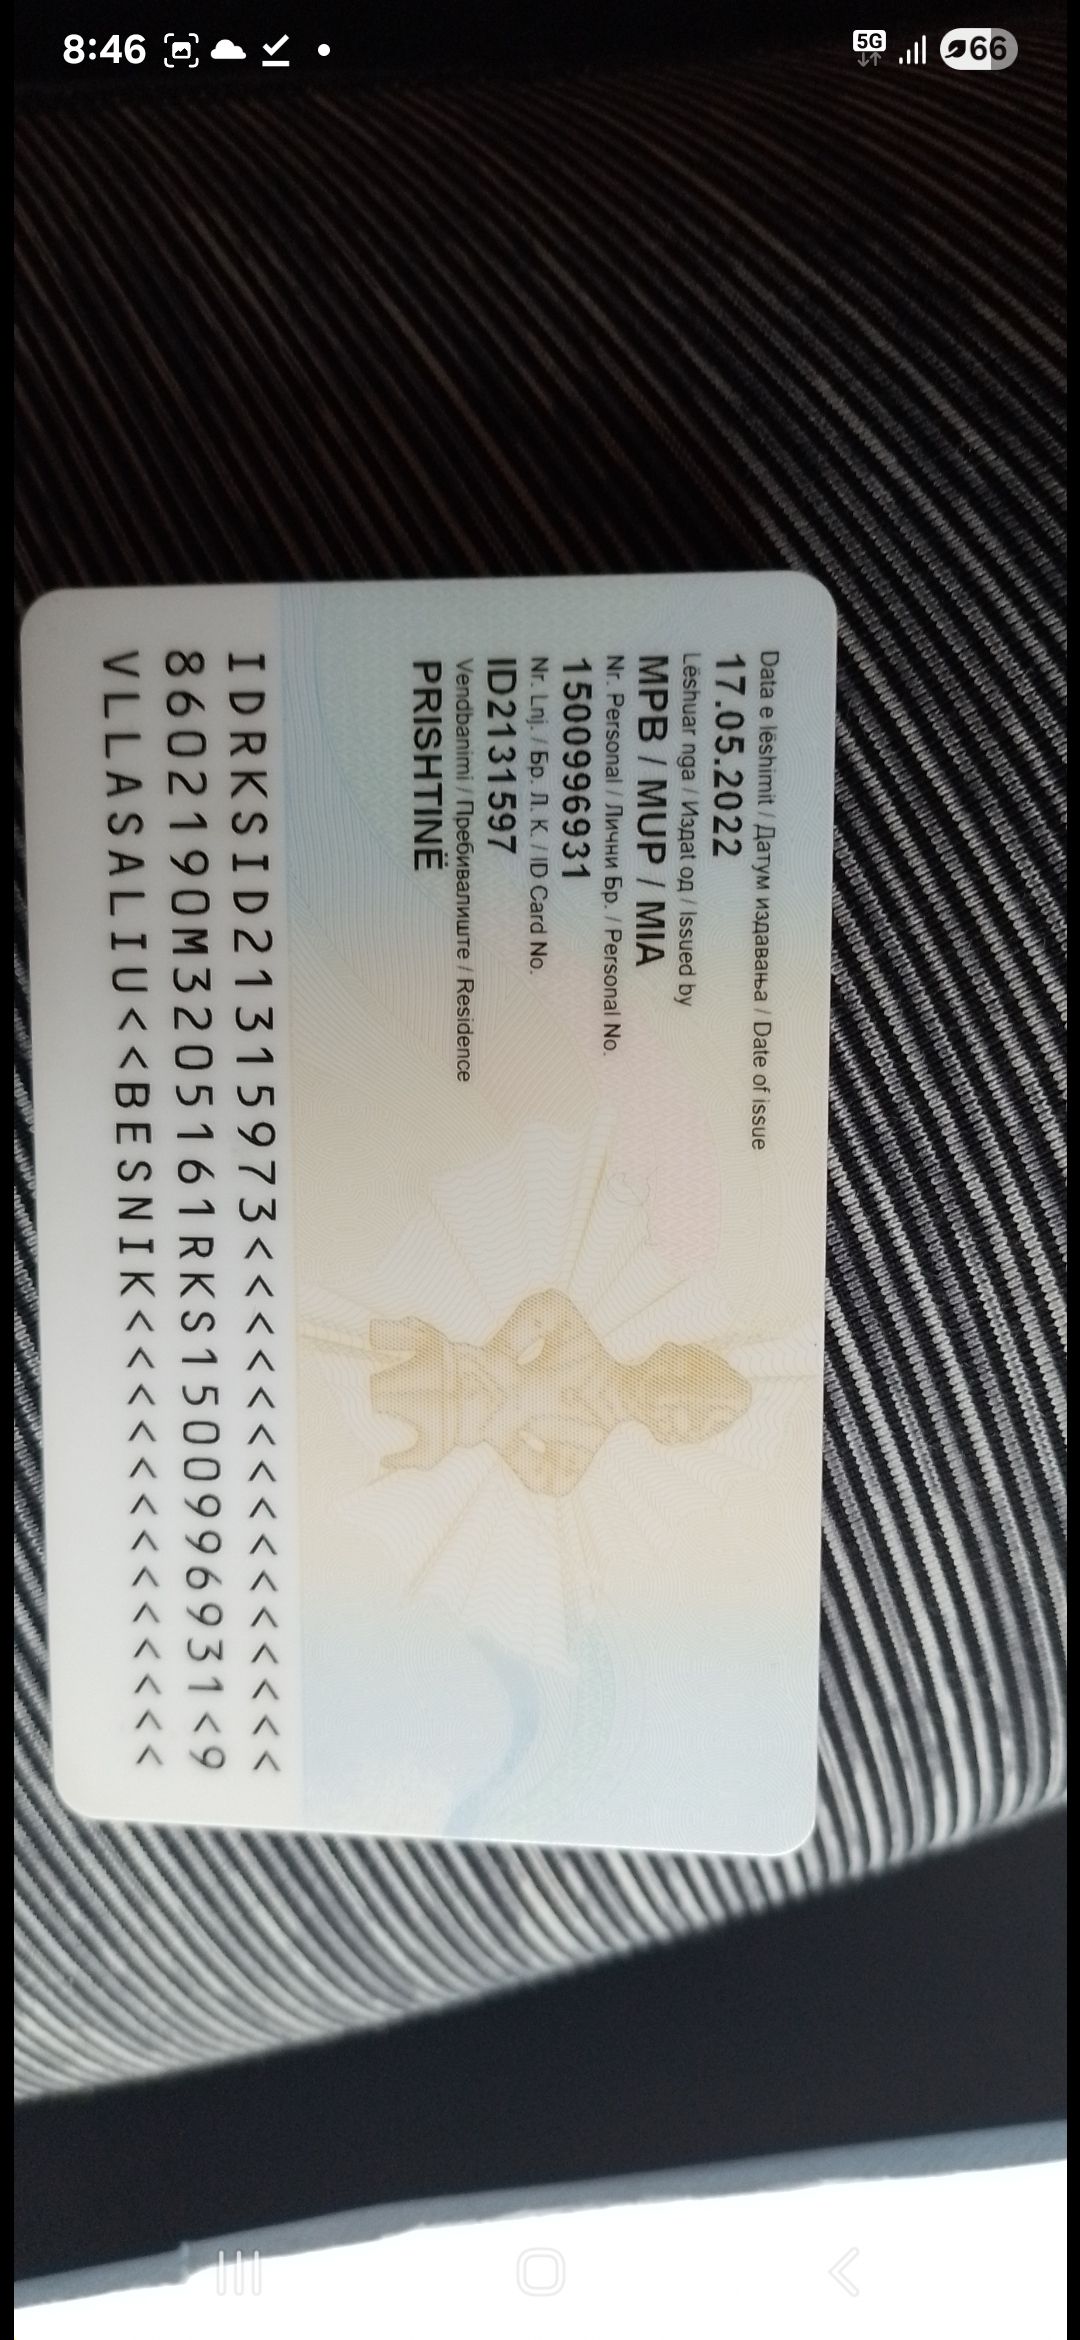 8:46
5G
66
Data e lëshimit / Датум издавања / Date of issue
17.05.2022
Lëshuar nga / Издат од / Issued by
MPB / MUP / MIA
Nr. Personal / Лични Бр. / Personal No.
1500996931
Nr. Lnj. / Бр. Л. К. / ID Card No.
ID2131597
Vendbanimi / Пребивалиште / Residence
PRISHTINË
IDRKSID21315973<<<<<<<<<<<<<<<
8602190M3205161RKS1500996931<9
VLLASALIU<<BESNIK<<<<<<<<<<<<<